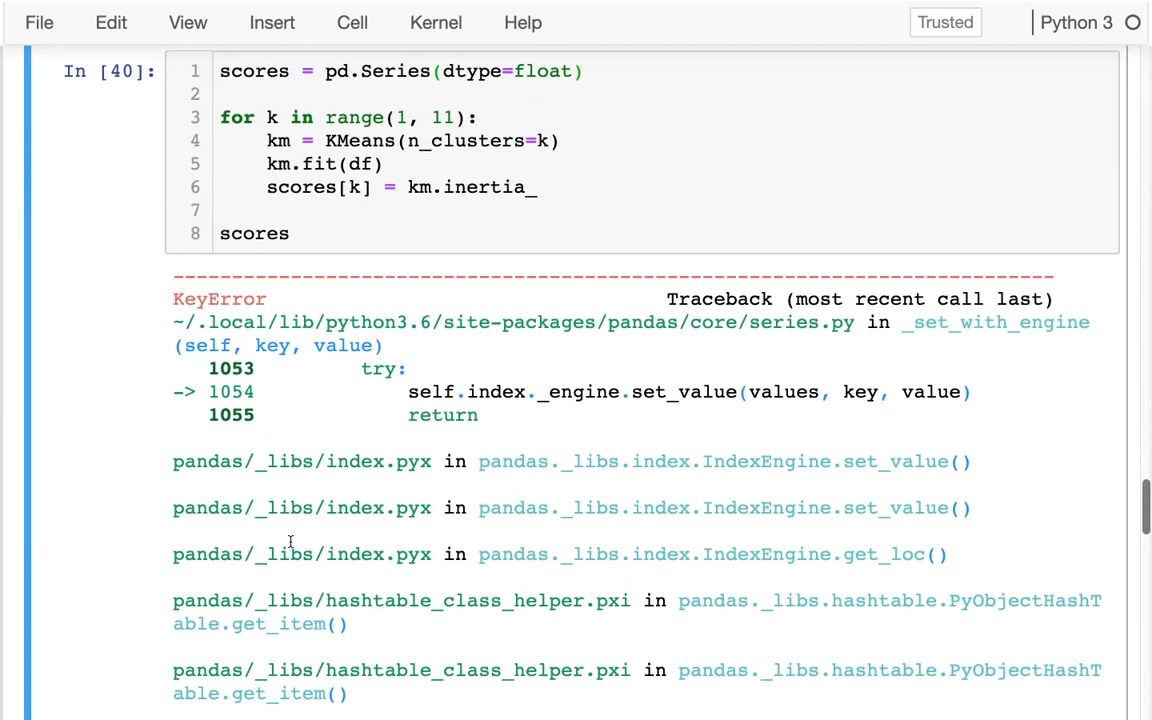 File Edit View Insert Cell Kernel Help Trusted Python 3
In [40]: 1 scores = pd.Series(dtype=float)
2
3 for k in range(1, 11):
4     km = KMeans(n_clusters=k)
5     km.fit(df)
6     scores[k] = km.inertia_
7
8 scores
---------------------------------------------------------------------------
KeyError                                  Traceback (most recent call last)
~/.local/lib/python3.6/site-packages/pandas/core/series.py in _set_with_engine
(self, key, value)
   1053         try:
-> 1054             self.index._engine.set_value(values, key, value)
   1055             return
pandas/_libs/index.pyx in pandas._libs.index.IndexEngine.set_value()
pandas/_libs/index.pyx in pandas._libs.index.IndexEngine.set_value()
pandas/_libs/index.pyx in pandas._libs.index.IndexEngine.get_loc()
pandas/_libs/hashtable_class_helper.pxi in pandas._libs.hashtable.PyObjectHashT
able.get_item()
pandas/_libs/hashtable_class_helper.pxi in pandas._libs.hashtable.PyObjectHashT
able.get_item()